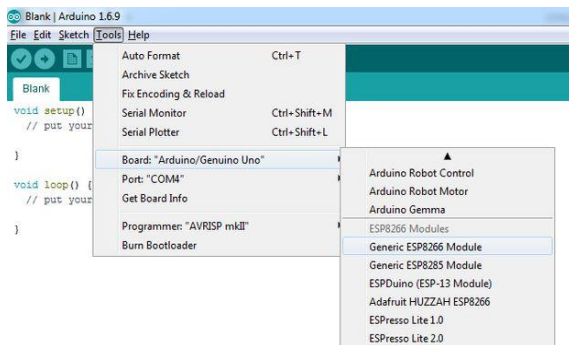 Blank | Arduino 1.6.9
File Edit Sketch Tools Help
Blank
void setup()
// put your
}
void loop() {
// put your
}
Auto Format Ctrl+T
Archive Sketch
Fix Encoding & Reload
Serial Monitor Ctrl+Shift+M
Serial Plotter Ctrl+Shift+L
Board: "Arduino/Genuino Uno"
Port: "COM4"
Get Board Info
Programmer: "AVRISP mkII"
Burn Bootloader
Arduino Robot Control
Arduino Robot Motor
Arduino Gemma
ESP8266 Modules
Generic ESP8266 Module
Generic ESP8285 Module
ESPDuino (ESP-13 Module)
Adafruit HUZZAH ESP8266
ESPresso Lite 1.0
ESPresso Lite 2.0